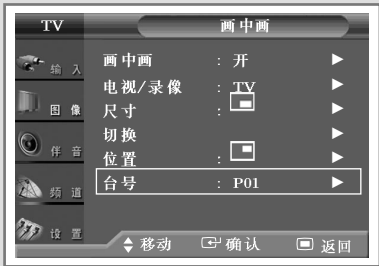 TV 画中画
输入
图像
伴音
频道
设置
画中画 : 开
电视/录像 : TV
尺寸 :
切换
位置 :
台号 : P01
移动 确认 返回